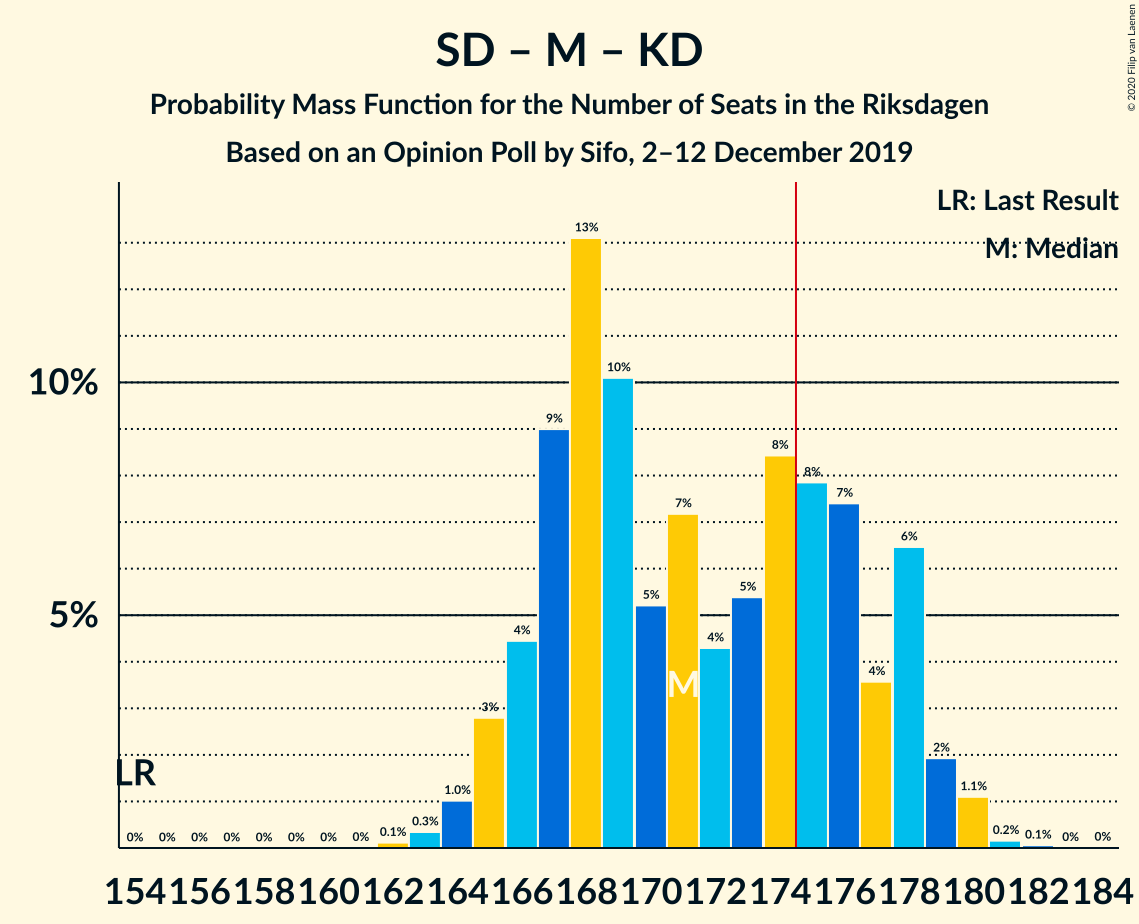 SD – M – KD
Probability Mass Function for the Number of Seats in the Riksdagen
Based on an Opinion Poll by Sifo, 2–12 December 2019
© 2020 Filip van Laenen
LR: Last Result
M: Median
10%
5%
LR
M
0% 0% 0% 0% 0% 0% 0% 0% 0.1% 0.3% 1.0% 3% 4% 9% 13% 10% 5% 7% 4% 5% 8% 8% 7% 4% 6% 2% 1.1% 0.2% 0.1% 0% 0%
154 156 158 160 162 164 166 168 170 172 174 176 178 180 182 184